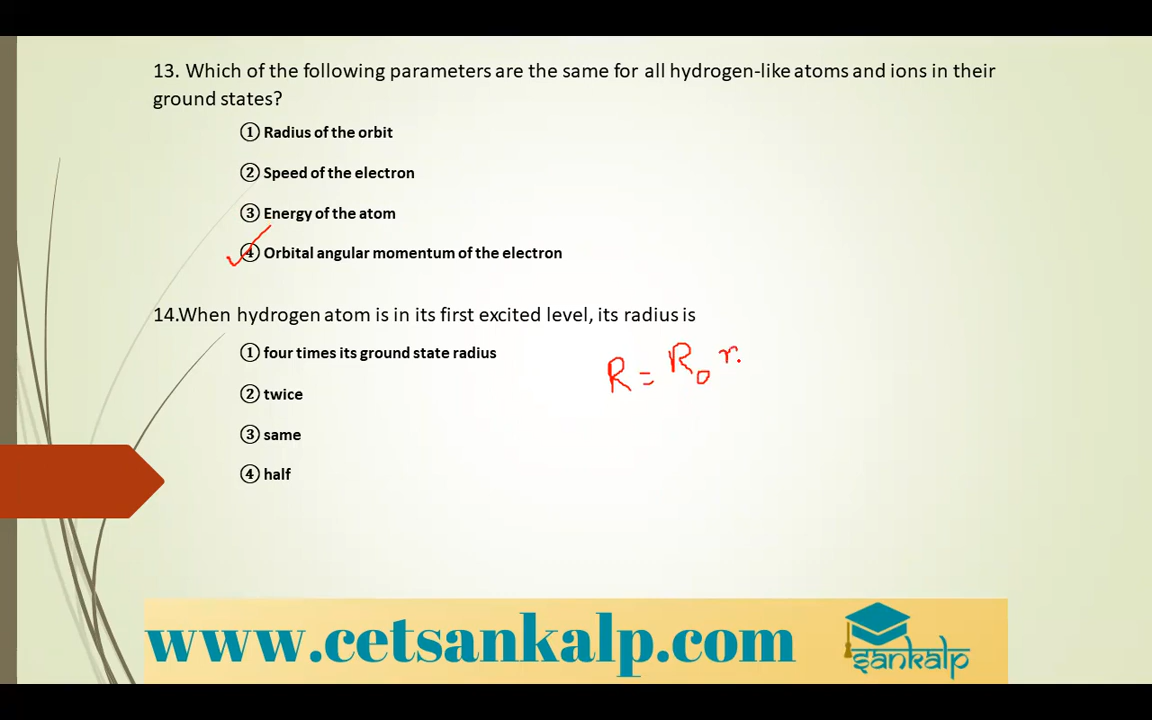 13. Which of the following parameters are the same for all hydrogen-like atoms and ions in their
ground states?
① Radius of the orbit
② Speed of the electron
③ Energy of the atom
④ Orbital angular momentum of the electron
14.When hydrogen atom is in its first excited level, its radius is
① four times its ground state radius
R = R₀ n
② twice
③ same
④ half
www.cetsankalp.com
sankalp